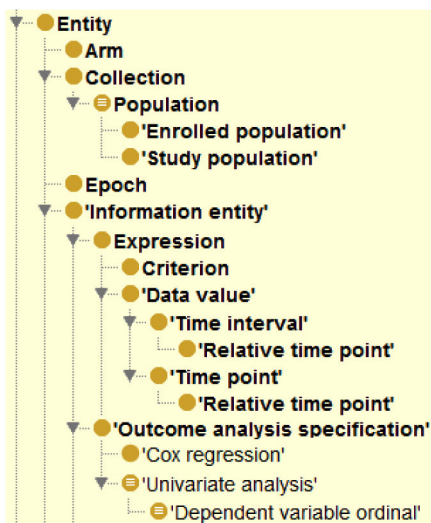 Entity
Arm
Collection
Population
'Enrolled population'
'Study population'
Epoch
'Information entity'
Expression
Criterion
'Data value'
'Time interval'
'Relative time point'
'Time point'
'Relative time point'
'Outcome analysis specification'
'Cox regression'
'Univariate analysis'
'Dependent variable ordinal'